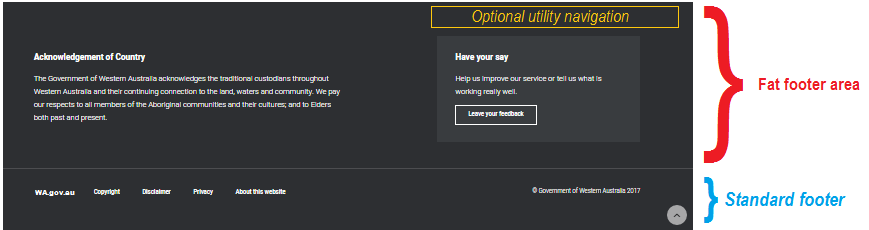 Optional utility navigation
Acknowledgement of Country
The Government of Western Australia acknowledges the traditional custodians throughout
Western Australia and their continuing connection to the land, waters and community. We pay
our respects to all members of the Aboriginal communities and their cultures; and to Elders
both past and present.
Have your say
Help us improve our service or tell us what is
working really well.
Leave your feedback
Fat footer area
WA.gov.au Copyright Disclaimer Privacy About this website
© Government of Western Australia 2017
Standard footer